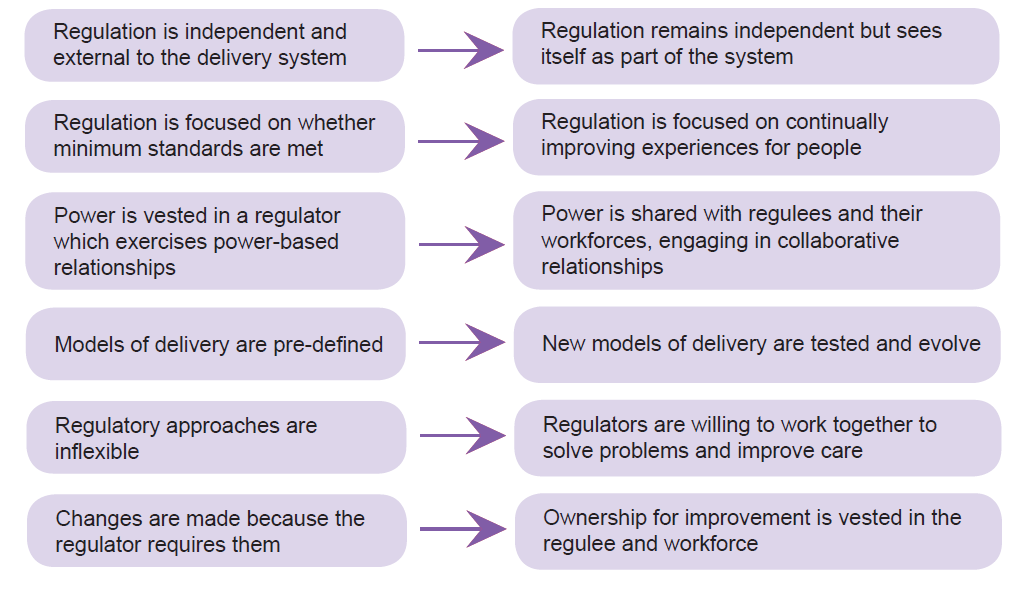 Regulation is independent and
external to the delivery system
Regulation remains independent but sees
itself as part of the system
Regulation is focused on whether
minimum standards are met
Regulation is focused on continually
improving experiences for people
Power is vested in a regulator
which exercises power-based
relationships
Power is shared with regulees and their
workforces, engaging in collaborative
relationships
Models of delivery are pre-defined
New models of delivery are tested and evolve
Regulatory approaches are
inflexible
Regulators are willing to work together to
solve problems and improve care
Changes are made because the
regulator requires them
Ownership for improvement is vested in the
regulee and workforce